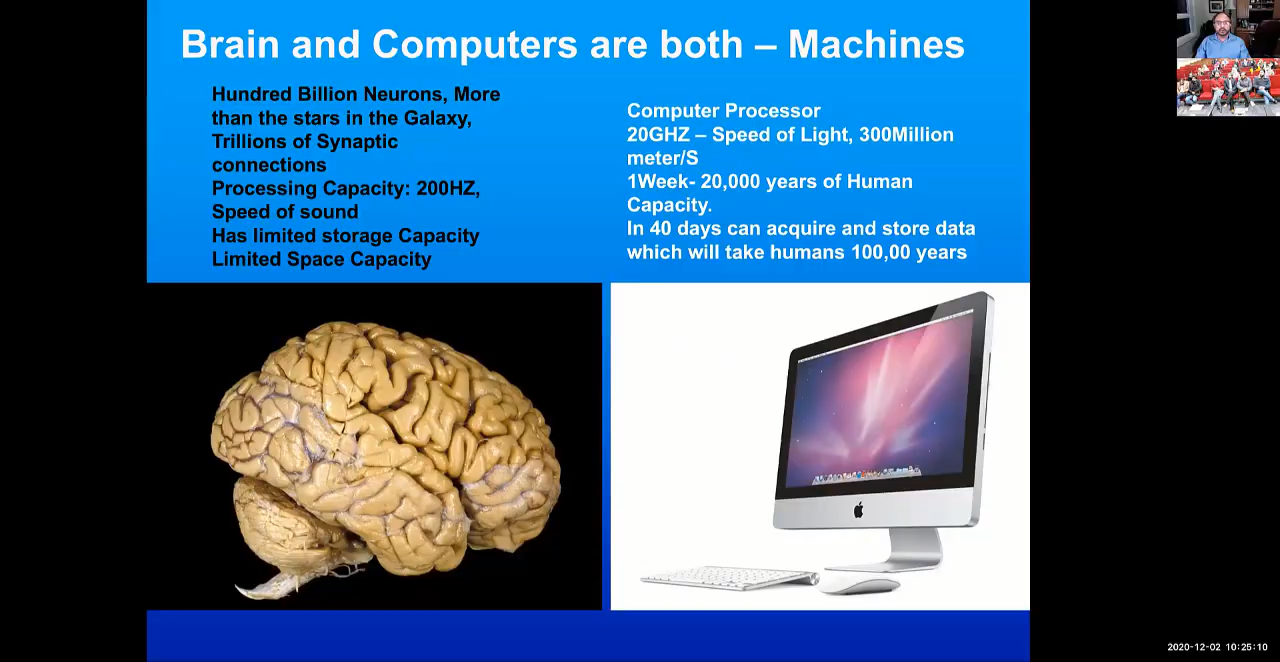 Brain and Computers are both – Machines
Hundred Billion Neurons, More
than the stars in the Galaxy,
Trillions of Synaptic
connections
Processing Capacity: 200HZ,
Speed of sound
Has limited storage Capacity
Limited Space Capacity
Computer Processor
20GHZ – Speed of Light, 300Million
meter/S
1Week- 20,000 years of Human
Capacity.
In 40 days can acquire and store data
which will take humans 100,00 years
2020-12-02 10:25:10